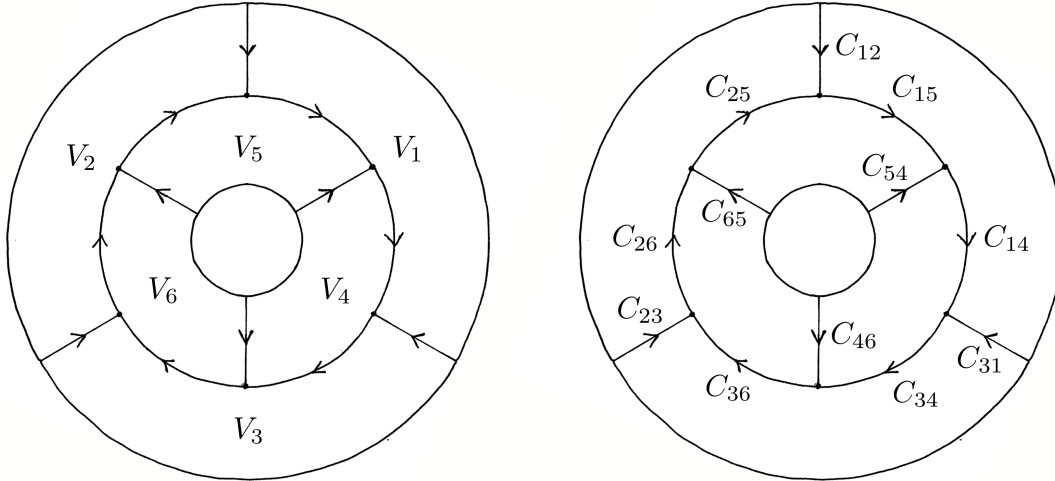 V₂
V₅
V₁
V₆
V₄
V₃
C₁₂
C₂₅
C₁₅
C₅₄
C₆₅
C₂₆
C₁₄
C₂₃
C₄₆
C₃₁
C₃₆
C₃₄